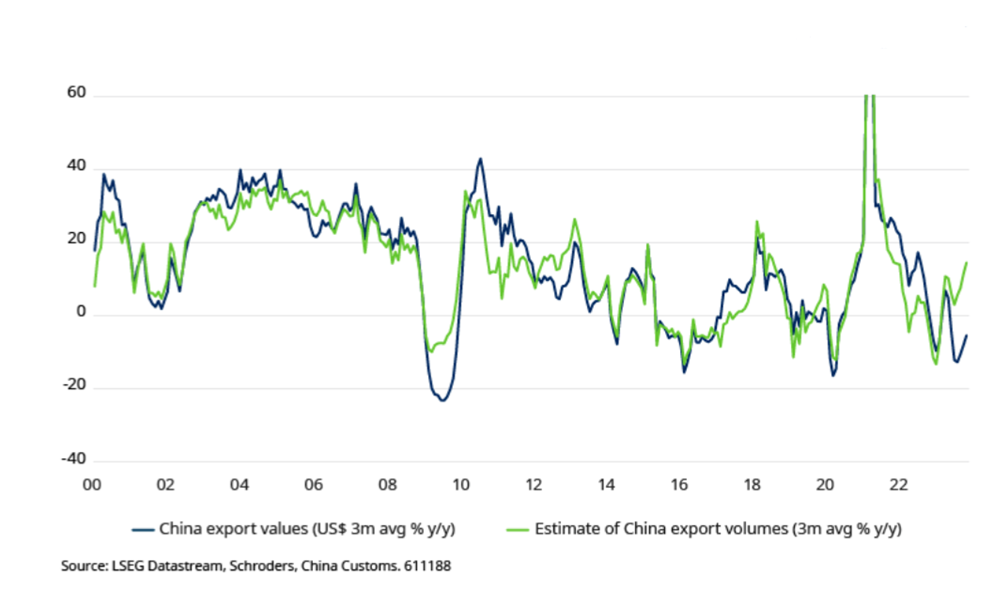 60
40
20
0
-20
-40
00 02 04 06 08 10 12 14 16 18 20 22
China export values (US$ 3m avg % y/y) Estimate of China export volumes (3m avg % y/y)
Source: LSEG Datastream, Schroders, China Customs. 611188